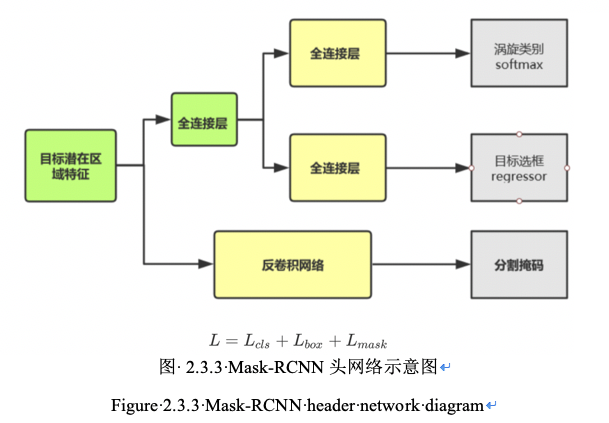 全连接层
涡旋类别
softmax
全连接层
目标潜在区
域特征
全连接层
目标选框
regressor
反卷积网络
分割掩码
L = L_{cls} + L_{box} + L_{mask}
图· 2.3.3·Mask-RCNN 头网络示意图↵
Figure·2.3.3·Mask-RCNN·header·network·diagram↵